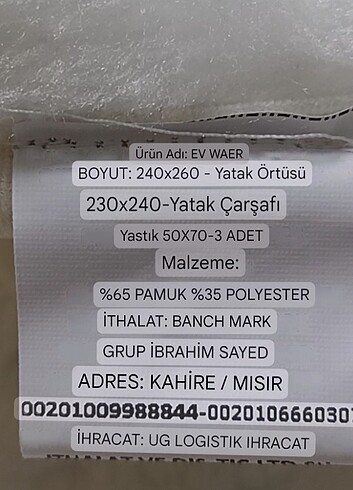 Ürün Adı: EV WAER
BOYUT: 240x260 - Yatak Örtüsü
230x240-Yatak Çarşafı
Yastık 50X70-3 ADET
Malzeme:
%65 PAMUK %35 POLYESTER
İTHALAT: BANCH MARK
GRUP İBRAHİM SAYED
ADRES: KAHİRE / MISIR
00201009988844-0020106660307
İHRACAT: UG LOGISTIK IHRACAT